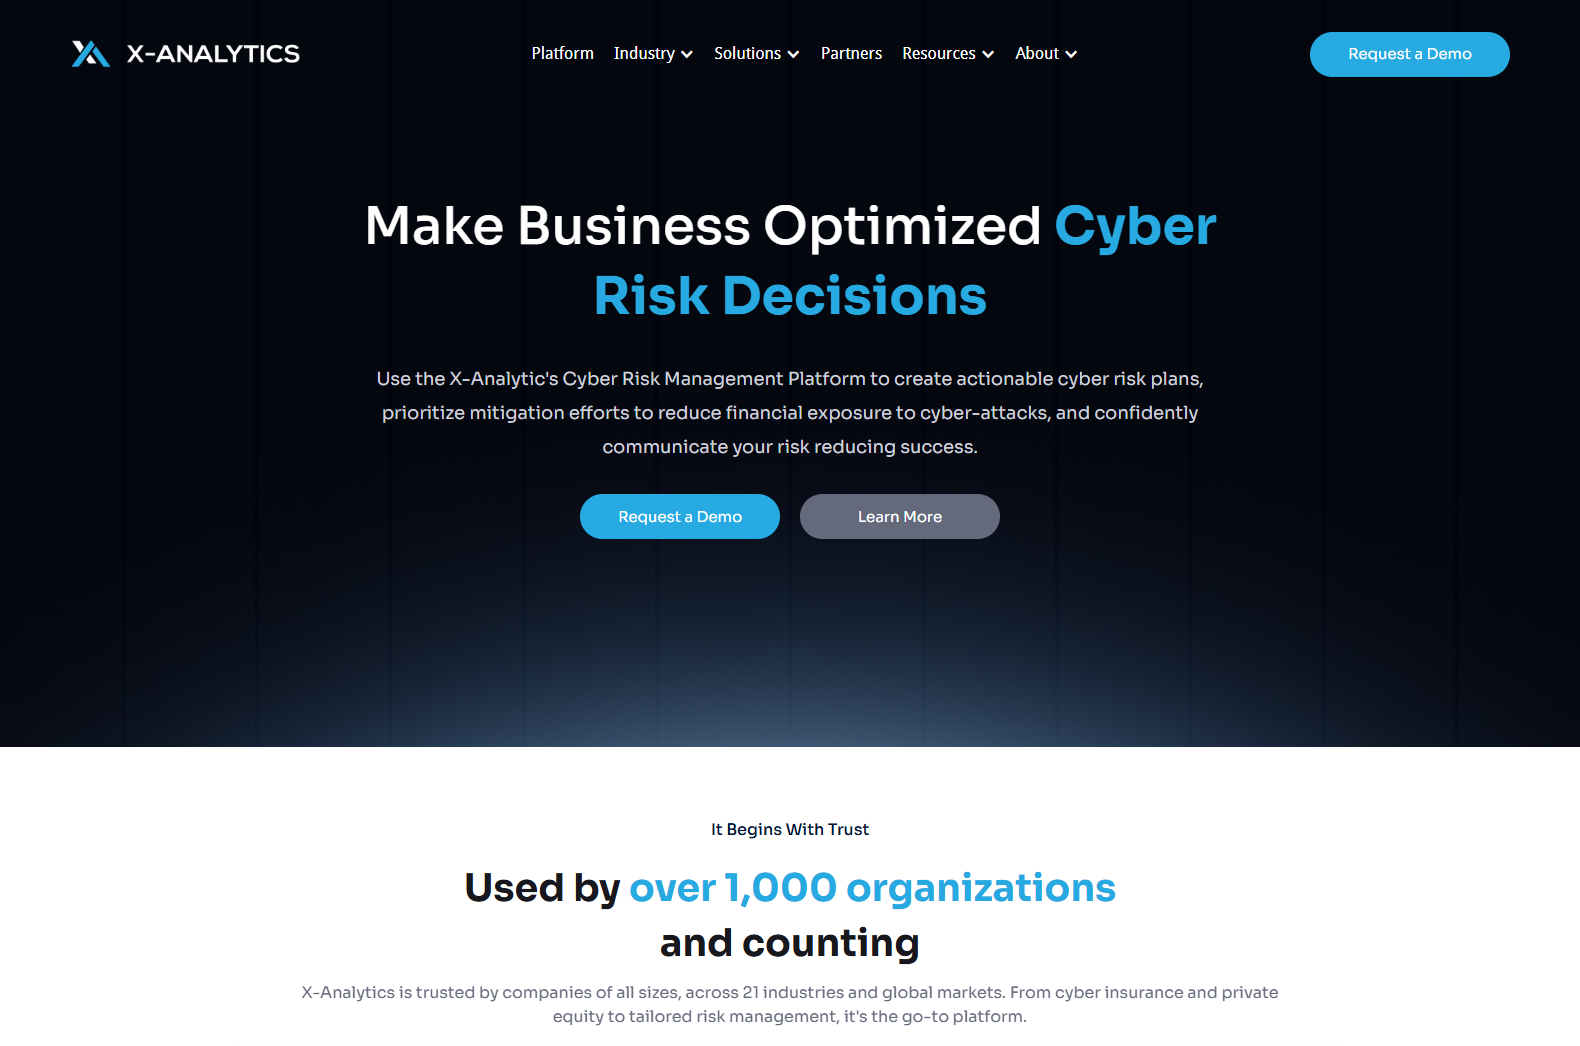 X-ANALYTICS
Platform Industry Solutions Partners Resources About
Request a Demo
Make Business Optimized Cyber
Risk Decisions
Use the X-Analytic's Cyber Risk Management Platform to create actionable cyber risk plans,
prioritize mitigation efforts to reduce financial exposure to cyber-attacks, and confidently
communicate your risk reducing success.
Request a Demo
Learn More
It Begins With Trust
Used by over 1,000 organizations
and counting
X-Analytics is trusted by companies of all sizes, across 21 industries and global markets. From cyber insurance and private
equity to tailored risk management, it's the go-to platform.